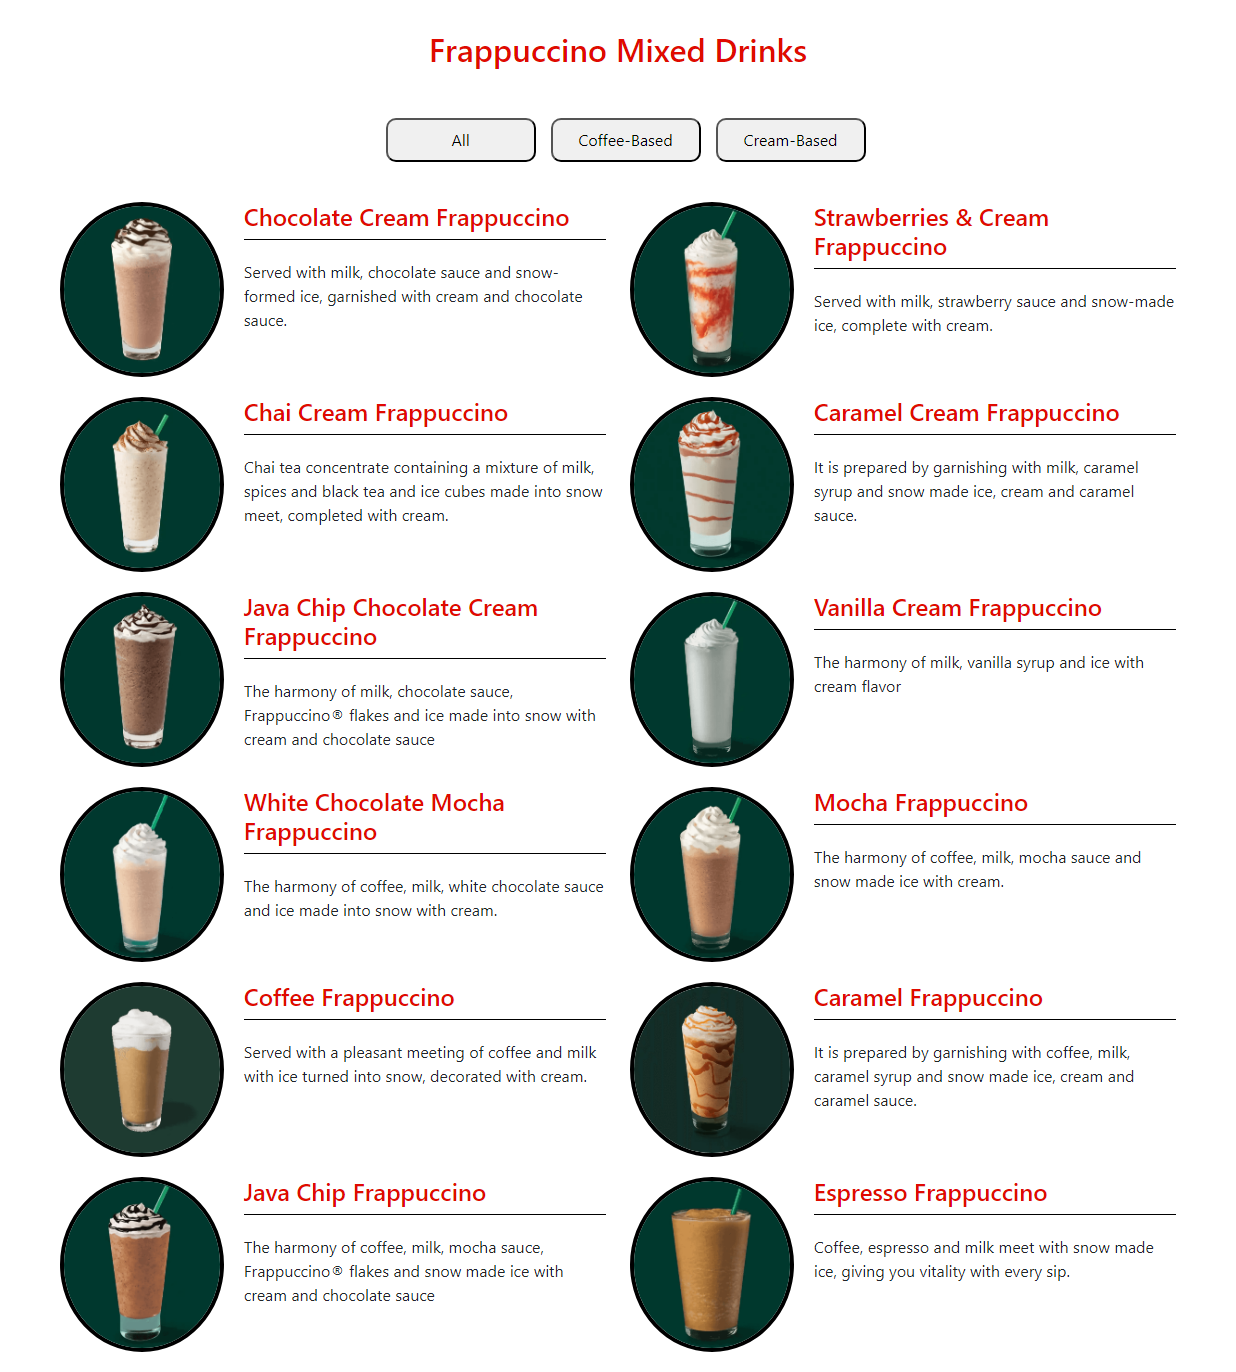 Frappuccino Mixed Drinks
All
Coffee-Based
Cream-Based
Chocolate Cream Frappuccino
Served with milk, chocolate sauce and snow-
formed ice, garnished with cream and chocolate
sauce.
Strawberries & Cream
Frappuccino
Served with milk, strawberry sauce and snow-made
ice, complete with cream.
Chai Cream Frappuccino
Chai tea concentrate containing a mixture of milk,
spices and black tea and ice cubes made into snow
meet, completed with cream.
Caramel Cream Frappuccino
It is prepared by garnishing with milk, caramel
syrup and snow made ice, cream and caramel
sauce.
Java Chip Chocolate Cream
Frappuccino
The harmony of milk, chocolate sauce,
Frappuccino® flakes and ice made into snow with
cream and chocolate sauce
Vanilla Cream Frappuccino
The harmony of milk, vanilla syrup and ice with
cream flavor
White Chocolate Mocha
Frappuccino
The harmony of coffee, milk, white chocolate sauce
and ice made into snow with cream.
Mocha Frappuccino
The harmony of coffee, milk, mocha sauce and
snow made ice with cream.
Coffee Frappuccino
Served with a pleasant meeting of coffee and milk
with ice turned into snow, decorated with cream.
Caramel Frappuccino
It is prepared by garnishing with coffee, milk,
caramel syrup and snow made ice, cream and
caramel sauce.
Java Chip Frappuccino
The harmony of coffee, milk, mocha sauce,
Frappuccino® flakes and snow made ice with
cream and chocolate sauce
Espresso Frappuccino
Coffee, espresso and milk meet with snow made
ice, giving you vitality with every sip.